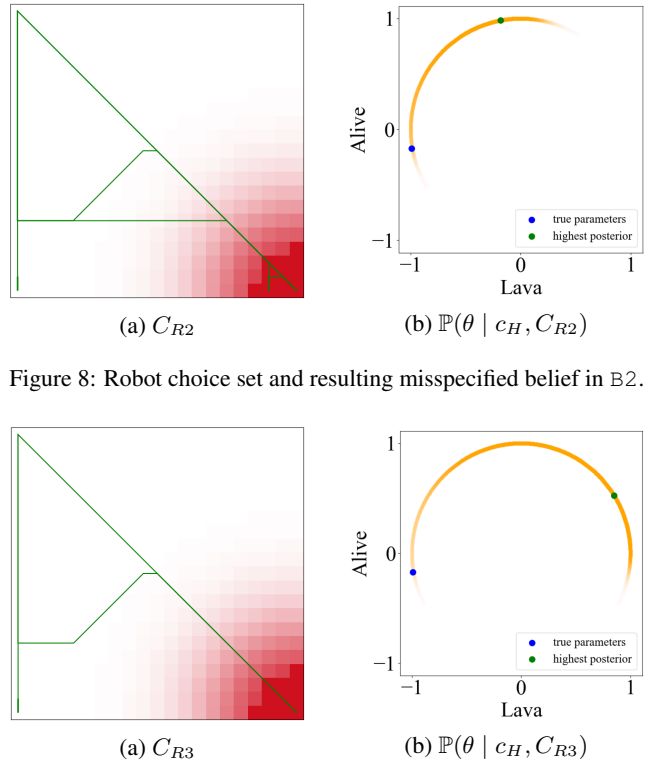 1
0
−1
Alive
−1
0
1
Lava
true parameters
highest posterior
(a) C_{R2}
(b) ℙ(θ | c_H, C_{R2})
Figure 8: Robot choice set and resulting misspecified belief in B2.
1
0
−1
Alive
−1
0
1
Lava
true parameters
highest posterior
(a) C_{R3}
(b) ℙ(θ | c_H, C_{R3})